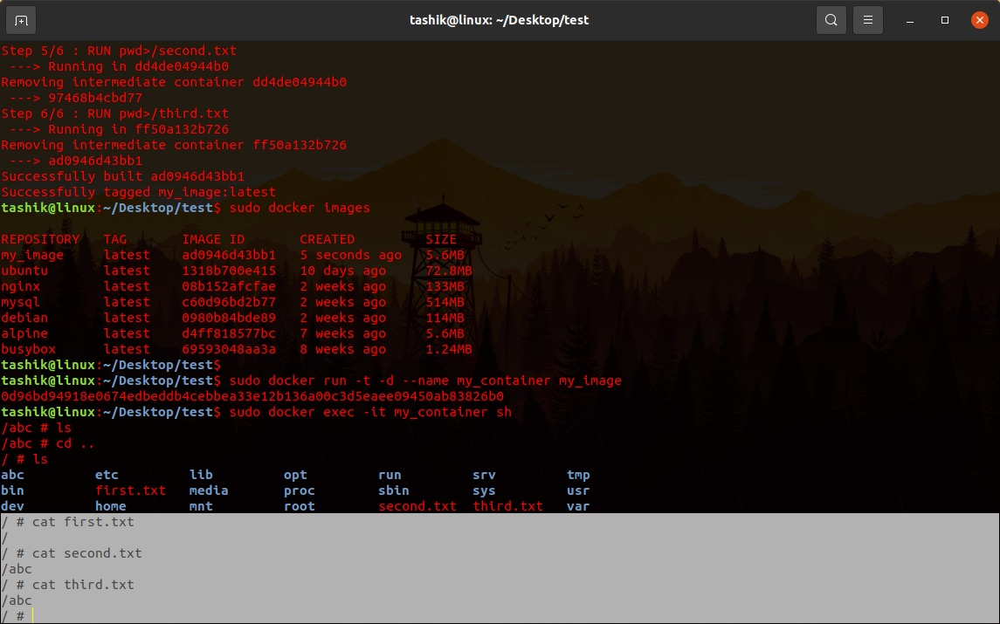 tashik@linux: ~/Desktop/test
Step 5/6 : RUN pwd>/second.txt
 ---> Running in dd4de04944b0
Removing intermediate container dd4de04944b0
 ---> 97468b4cbd77
Step 6/6 : RUN pwd>/third.txt
 ---> Running in ff50a132b726
Removing intermediate container ff50a132b726
 ---> ad0946d43bb1
Successfully built ad0946d43bb1
Successfully tagged my_image:latest
tashik@linux:~/Desktop/test$ sudo docker images
REPOSITORY   TAG       IMAGE ID       CREATED         SIZE
my_image     latest    ad0946d43bb1   5 seconds ago   5.6MB
ubuntu       latest    1318b700e415   10 days ago     72.8MB
nginx        latest    08b152afcfae   2 weeks ago     133MB
mysql        latest    c60d96bd2b77   2 weeks ago     514MB
debian       latest    0980b84bde89   2 weeks ago     114MB
alpine       latest    d4ff818577bc   7 weeks ago     5.6MB
busybox      latest    69593048aa3a   8 weeks ago     1.24MB
tashik@linux:~/Desktop/test$
tashik@linux:~/Desktop/test$ sudo docker run -t -d --name my_container my_image
0d96bd94918e0674edbeddb4cebbea33e12b136a00c3d5eaee09450ab83826b0
tashik@linux:~/Desktop/test$ sudo docker exec -it my_container sh
/abc # ls
/abc # cd ..
/ # ls
abc         etc         lib         opt         run         srv         tmp
bin         first.txt   media       proc        sbin        sys         usr
dev         home        mnt         root        second.txt  third.txt   var
/ # cat first.txt
/
/ # cat second.txt
/abc
/ # cat third.txt
/abc
/ #